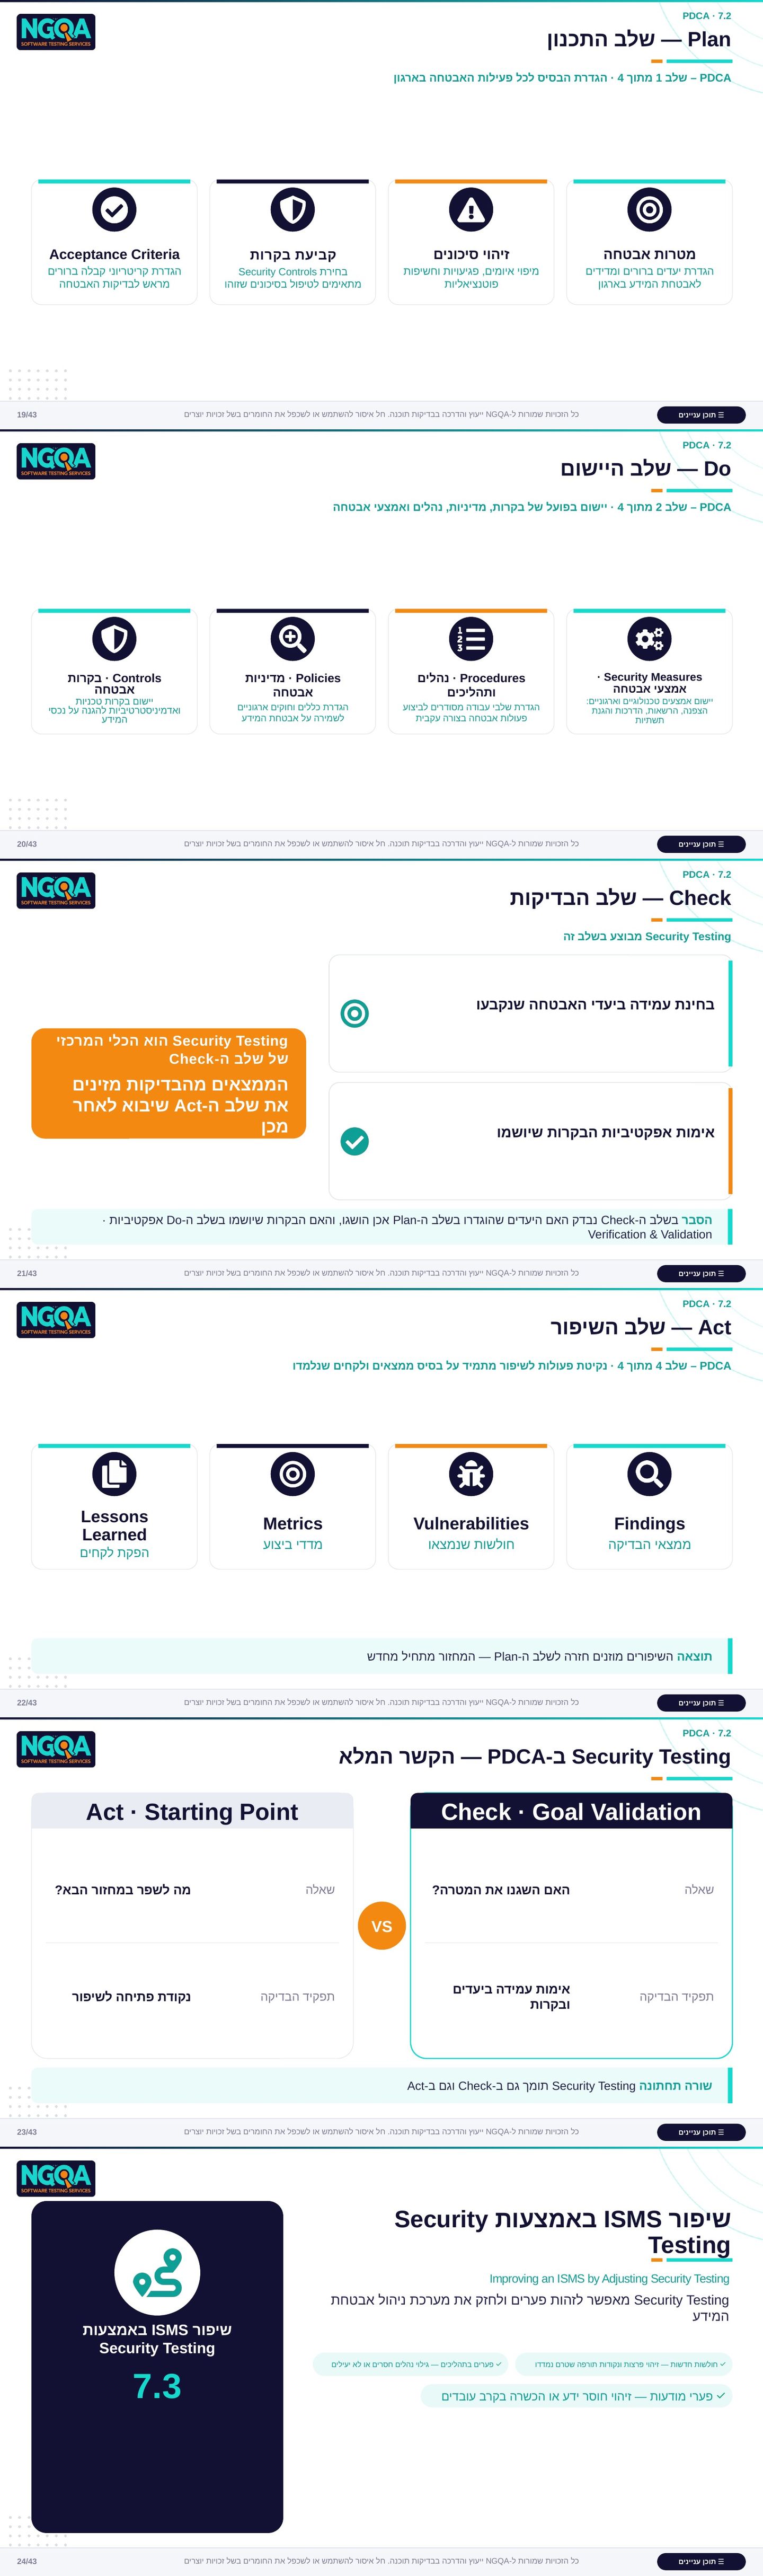 PDCA · 7.2
NGQA
SOFTWARE TESTING SERVICES
Plan — שלב התכנון
PDCA – שלב 1 מתוך 4 · הגדרת הבסיס לכל פעילות האבטחה בארגון
מטרות אבטחה
הגדרת יעדים ברורים ומדידים
לאבטחת המידע בארגון
זיהוי סיכונים
מיפוי איומים, פגיעויות וחשיפות
פוטנציאליות
קביעת בקרות
בחירת Security Controls
מתאימים לטיפול בסיכונים שזוהו
Acceptance Criteria
הגדרת קריטריוני קבלה ברורים
מראש לבדיקות האבטחה
☰ תוכן עניינים
כל הזכויות שמורות ל-NGQA ייעוץ והדרכה בבדיקות תוכנה. חל איסור להשתמש או לשכפל את החומרים בשל זכויות יוצרים
19/43
PDCA · 7.2
NGQA
SOFTWARE TESTING SERVICES
Do — שלב היישום
PDCA – שלב 2 מתוך 4 · יישום בפועל של בקרות, מדיניות, נהלים ואמצעי אבטחה
Security Measures ·
אמצעי אבטחה
יישום אמצעים טכנולוגיים וארגוניים:
הצפנה, הרשאות, הדרכות והגנת
תשתיות
Procedures · נהלים
ותהליכים
הגדרת שלבי עבודה מסודרים לביצוע
פעולות אבטחה בצורה עקבית
Policies · מדיניות
אבטחה
הגדרת כללים וחוקים ארגוניים
לשמירה על אבטחת המידע
Controls · בקרות
אבטחה
יישום בקרות טכניות
ואדמיניסטרטיביות להגנה על נכסי
המידע
☰ תוכן עניינים
כל הזכויות שמורות ל-NGQA ייעוץ והדרכה בבדיקות תוכנה. חל איסור להשתמש או לשכפל את החומרים בשל זכויות יוצרים
20/43
PDCA · 7.2
NGQA
SOFTWARE TESTING SERVICES
Check — שלב הבדיקות
Security Testing מבוצע בשלב זה
בחינת עמידה ביעדי האבטחה שנקבעו
אימות אפקטיביות הבקרות שיושמו
Security Testing הוא הכלי המרכזי
של שלב ה-Check
הממצאים מהבדיקות מזינים
את שלב ה-Act שיבוא לאחר
מכן
הסבר בשלב ה-Check נבדק האם היעדים שהוגדרו בשלב ה-Plan אכן הושגו, והאם הבקרות שיושמו בשלב ה-Do אפקטיביות ·
Verification & Validation
☰ תוכן עניינים
כל הזכויות שמורות ל-NGQA ייעוץ והדרכה בבדיקות תוכנה. חל איסור להשתמש או לשכפל את החומרים בשל זכויות יוצרים
21/43
PDCA · 7.2
NGQA
SOFTWARE TESTING SERVICES
Act — שלב השיפור
PDCA – שלב 4 מתוך 4 · נקיטת פעולות לשיפור מתמיד על בסיס ממצאים ולקחים שנלמדו
Findings
ממצאי הבדיקה
Vulnerabilities
חולשות שנמצאו
Metrics
מדדי ביצוע
Lessons
Learned
הפקת לקחים
תוצאה השיפורים מוזנים חזרה לשלב ה-Plan — המחזור מתחיל מחדש
☰ תוכן עניינים
כל הזכויות שמורות ל-NGQA ייעוץ והדרכה בבדיקות תוכנה. חל איסור להשתמש או לשכפל את החומרים בשל זכויות יוצרים
22/43
PDCA · 7.2
NGQA
SOFTWARE TESTING SERVICES
Security Testing ב-PDCA — הקשר המלא
Check · Goal Validation
שאלה
האם השגנו את המטרה?
תפקיד הבדיקה
אימות עמידה ביעדים
ובקרות
VS
Act · Starting Point
שאלה
מה לשפר במחזור הבא?
תפקיד הבדיקה
נקודת פתיחה לשיפור
שורה תחתונה Security Testing תומך גם ב-Check וגם ב-Act
☰ תוכן עניינים
כל הזכויות שמורות ל-NGQA ייעוץ והדרכה בבדיקות תוכנה. חל איסור להשתמש או לשכפל את החומרים בשל זכויות יוצרים
23/43
NGQA
SOFTWARE TESTING SERVICES
שיפור ISMS באמצעות Security
Testing
Improving an ISMS by Adjusting Security Testing
Security Testing מאפשר לזהות פערים ולחזק את מערכת ניהול אבטחת
המידע
✓ חולשות חדשות — זיהוי פרצות ונקודות תורפה שטרם נמדדו
✓ פערים בתהליכים — גילוי נהלים חסרים או לא יעילים
✓ פערי מודעות — זיהוי חוסר ידע או הכשרה בקרב עובדים
שיפור ISMS באמצעות
Security Testing
7.3
☰ תוכן עניינים
כל הזכויות שמורות ל-NGQA ייעוץ והדרכה בבדיקות תוכנה. חל איסור להשתמש או לשכפל את החומרים בשל זכויות יוצרים
24/43